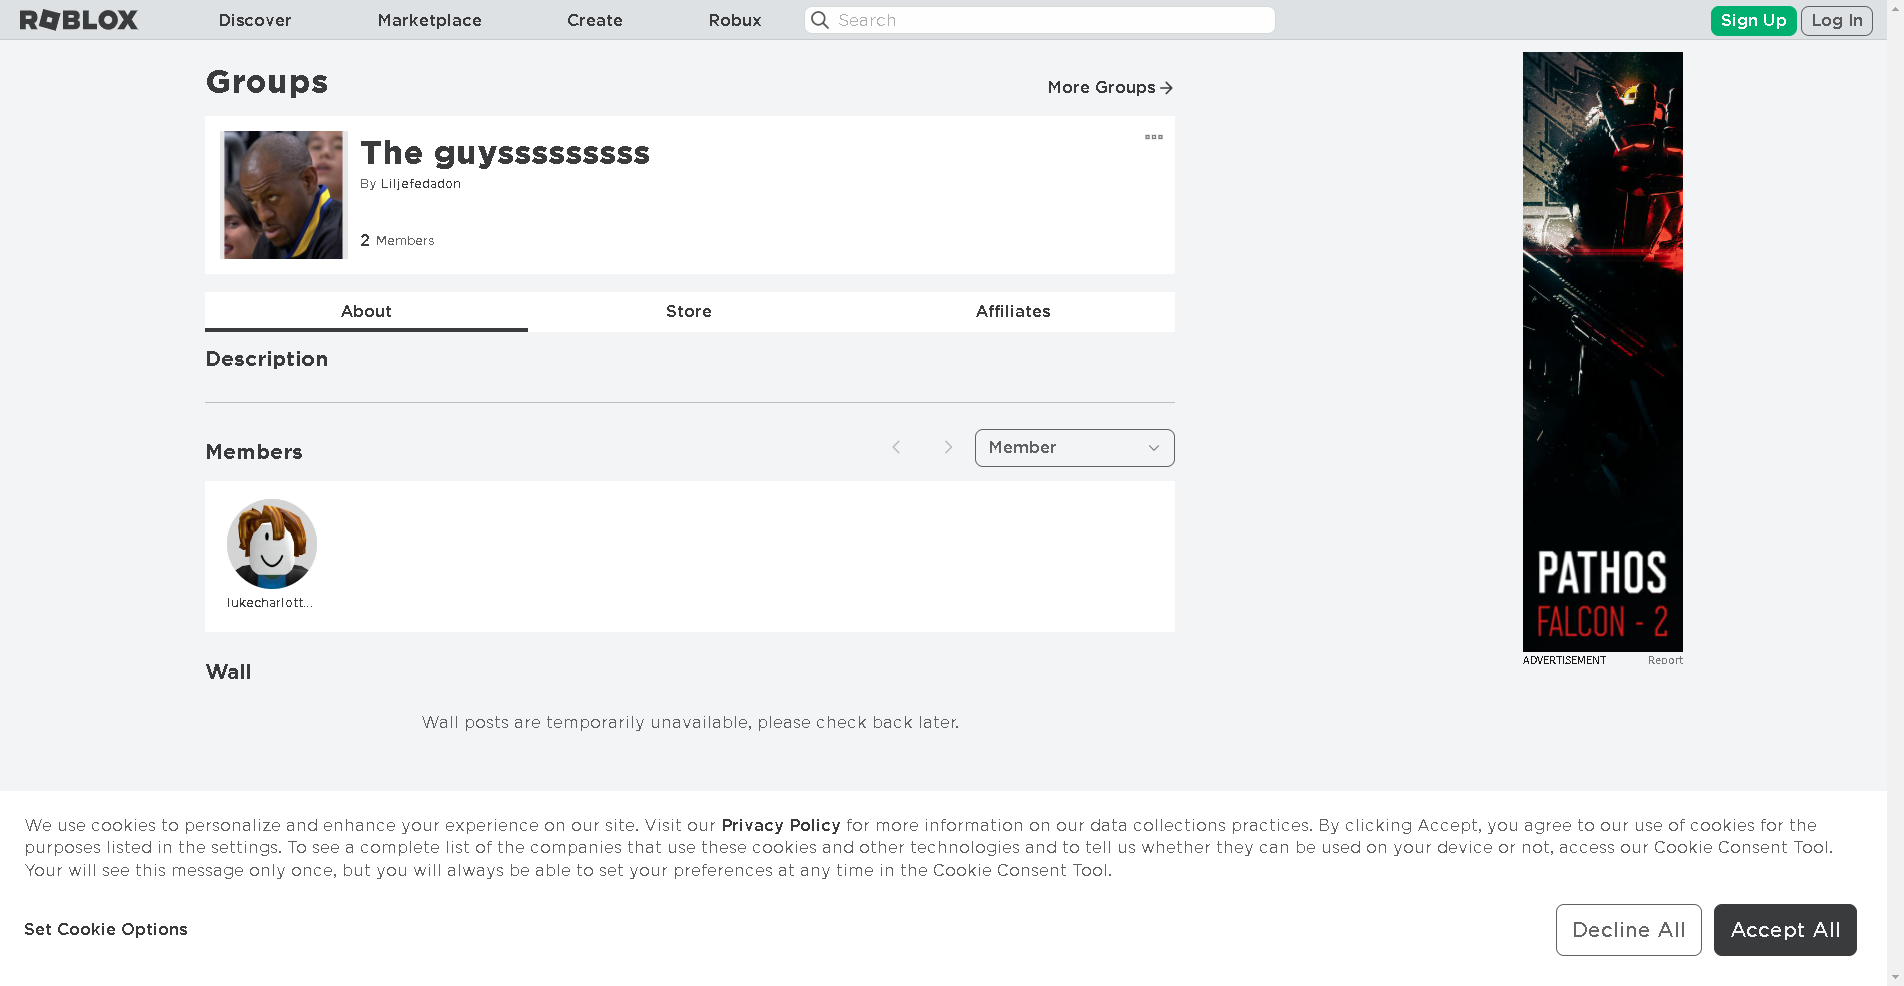 ROBLOX
Discover
Marketplace
Create
Robux
Search
Sign Up
Log In
Groups
More Groups
The guysssssssss
By Liljefedadon
2 Members
About
Store
Affiliates
Description
Members
Member
lukecharlott...
Wall
Wall posts are temporarily unavailable, please check back later.
PATHOS
FALCON - 2
ADVERTISEMENT
Report
We use cookies to personalize and enhance your experience on our site. Visit our Privacy Policy for more information on our data collections practices. By clicking Accept, you agree to our use of cookies for the
purposes listed in the settings. To see a complete list of the companies that use these cookies and other technologies and to tell us whether they can be used on your device or not, access our Cookie Consent Tool.
Your will see this message only once, but you will always be able to set your preferences at any time in the Cookie Consent Tool.
Set Cookie Options
Decline All
Accept All